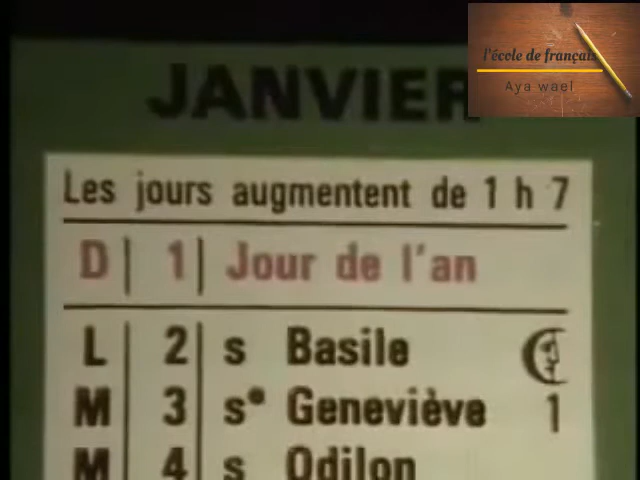 l'école de français
Aya wael
JANVIER
Les jours augmentent de 1 h 7
D 1 Jour de l'an
L 2 s Basile
M 3 sᵉ Geneviève 1
M 4 s Odilon